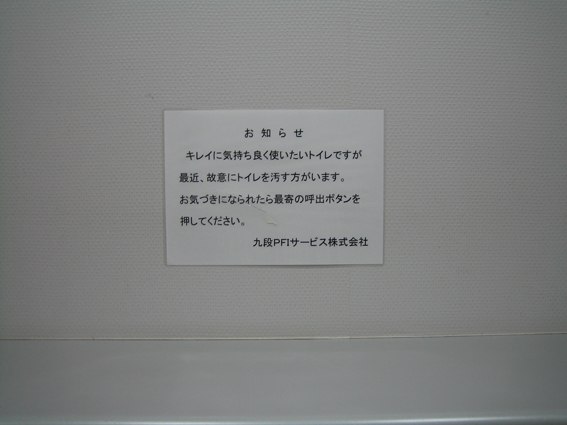 お知らせ
キレイに気持ち良く使いたいトイレですが
最近、故意にトイレを汚す方がいます。
お気づきになられたら最寄の呼出ボタンを
押してください。
九段PFIサービス株式会社